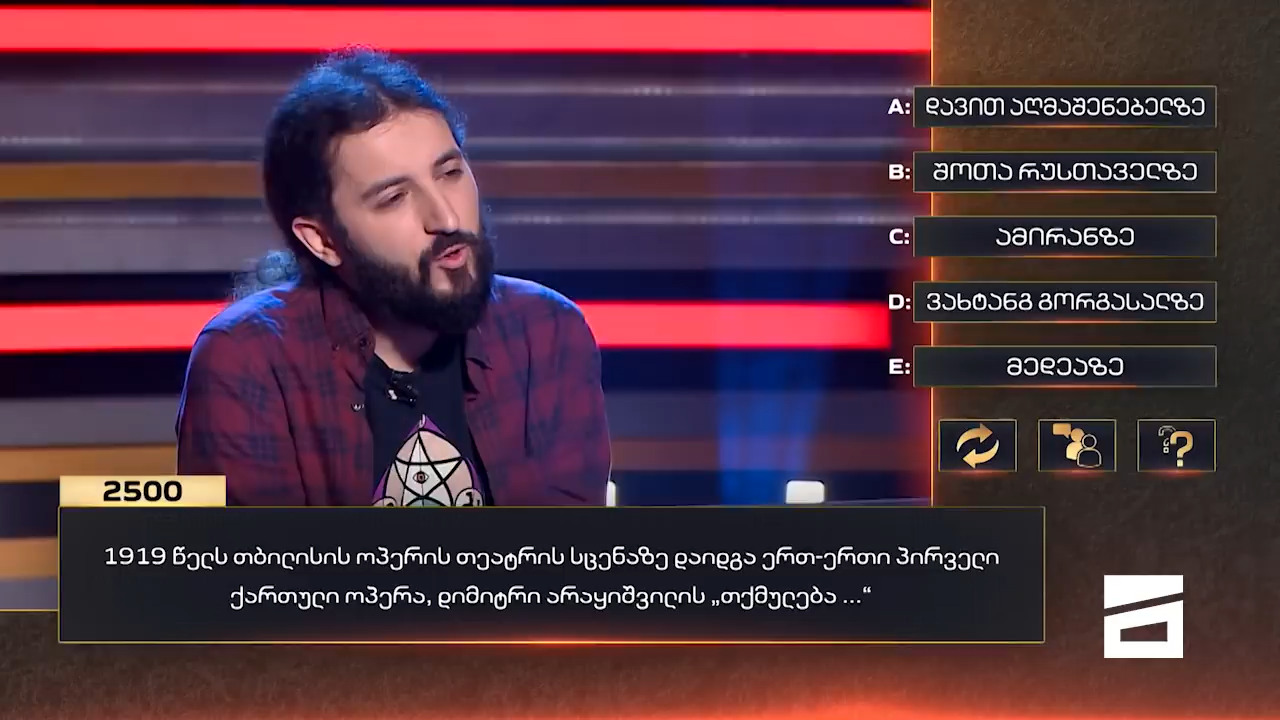 A: დავით აღმაშენებელზე
B: შოთა რუსთაველზე
C: ამირანზე
D: ვახტანგ გორგასალზე
E: მედეაზე
2500
1919 წელს თბილისის ოპერის თეატრის სცენაზე დაიდგა ერთ-ერთი პირველი
ქართული ოპერა, დიმიტრი არაყიშვილის „თქმულება ...“